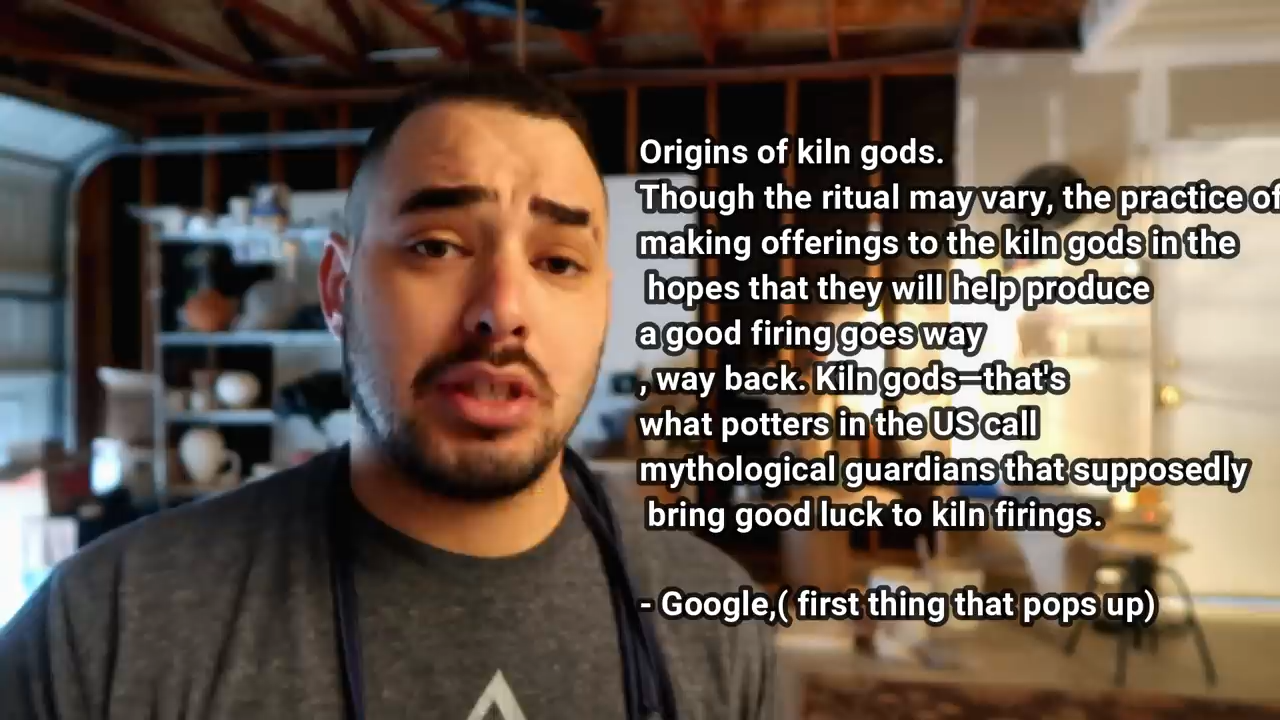 Origins of kiln gods.
Though the ritual may vary, the practice of
making offerings to the kiln gods in the
hopes that they will help produce
a good firing goes way
, way back. Kiln gods—that's
what potters in the US call
mythological guardians that supposedly
bring good luck to kiln firings.
- Google,( first thing that pops up)